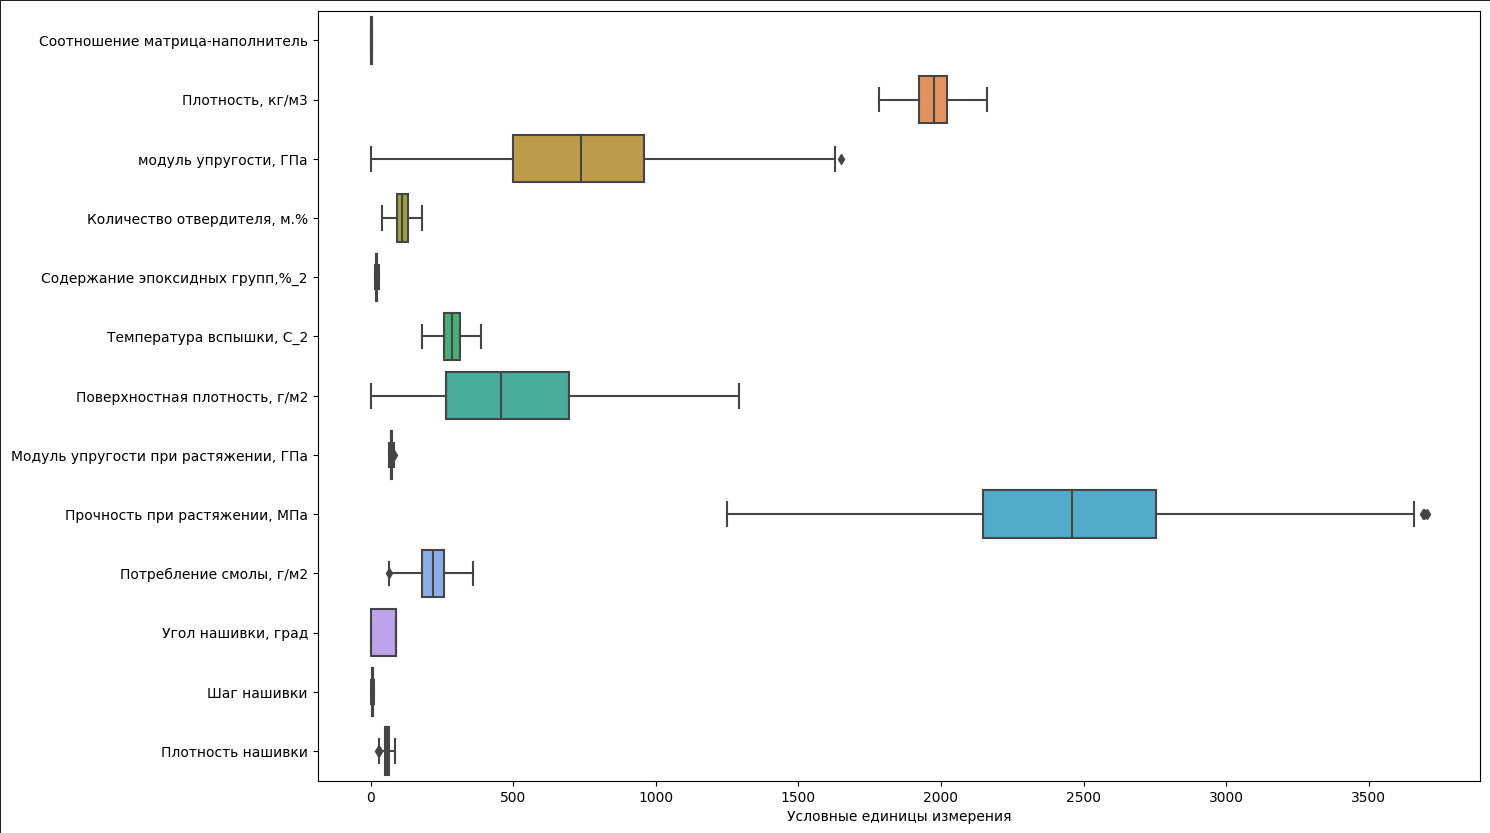 Соотношение матрица-наполнитель
Плотность, кг/м3
модуль упругости, ГПа
Количество отвердителя, м.%
Содержание эпоксидных групп,%_2
Температура вспышки, С_2
Поверхностная плотность, г/м2
Модуль упругости при растяжении, ГПа
Прочность при растяжении, МПа
Потребление смолы, г/м2
Угол нашивки, град
Шаг нашивки
Плотность нашивки
0 500 1000 1500 2000 2500 3000 3500
Условные единицы измерения